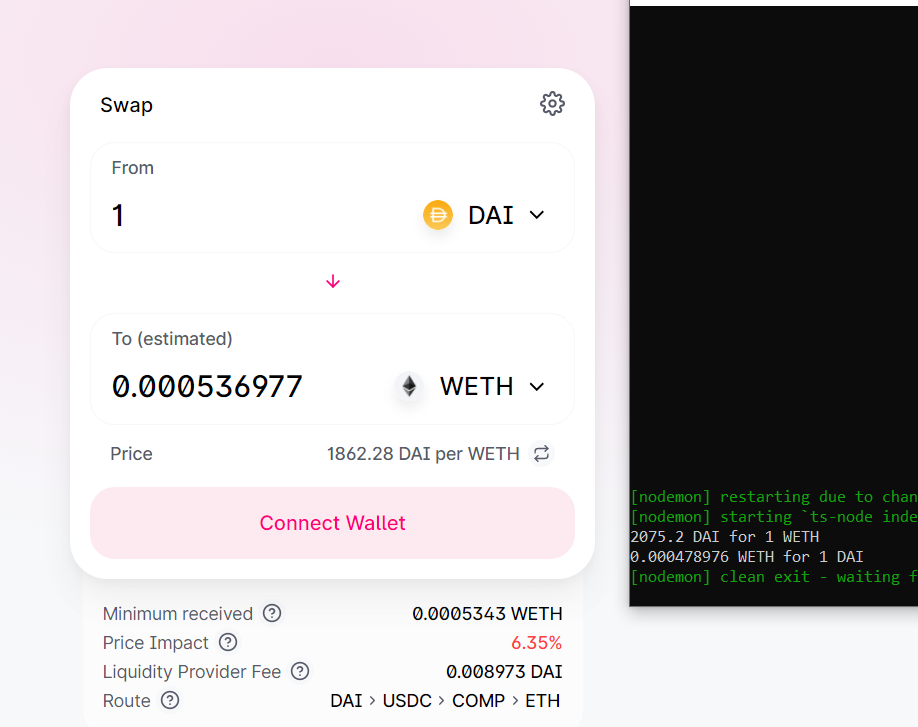 Swap
From
1 DAI
To (estimated)
0.000536977 WETH
Price 1862.28 DAI per WETH
Connect Wallet
Minimum received 0.0005343 WETH
Price Impact 6.35%
Liquidity Provider Fee 0.008973 DAI
Route DAI > USDC > COMP > ETH
[nodemon] restarting due to chan
[nodemon] starting `ts-node inde
2075.2 DAI for 1 WETH
0.000478976 WETH for 1 DAI
[nodemon] clean exit - waiting f